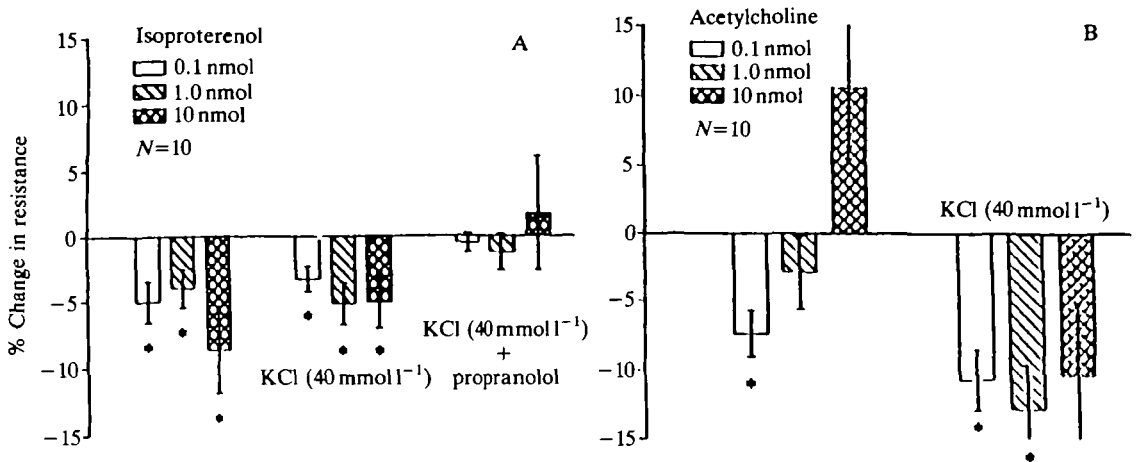 % Change in resistance
15
10
5
0
−5
−10
−15
Isoproterenol
0.1 nmol
1.0 nmol
10 nmol
N=10
A
*
*
*
*
*
*
KCl (40 mmol l⁻¹)
KCl (40 mmol l⁻¹)
+
propranolol
15
10
5
0
−5
−10
−15
Acetylcholine
0.1 nmol
1.0 nmol
10 nmol
N=10
B
KCl (40 mmol l⁻¹)
*
*
*